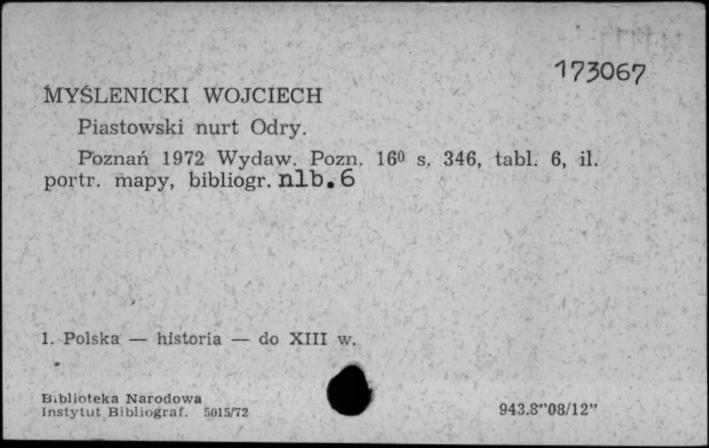 173067
MYŚLENICKI WOJCIECH
Piastowski nurt Odry.
Poznań 1972 Wydaw. Pozn. 16⁰ s. 346, tabl. 6, il.
portr. mapy, bibliogr. nlb.6
1. Polska — historia — do XIII w.
Biblioteka Narodowa
Instytut Bibliograf. 5015/72
943.8"08/12"